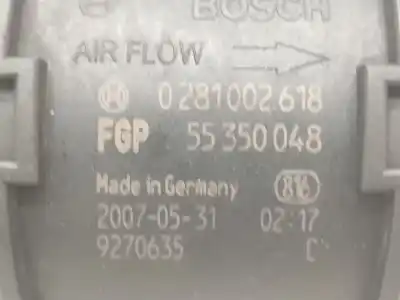 BOSCH
AIR FLOW
0 281 002 618
FGP 55 350 048
Made in Germany 816
2007-05-31 02:17
9270635 C